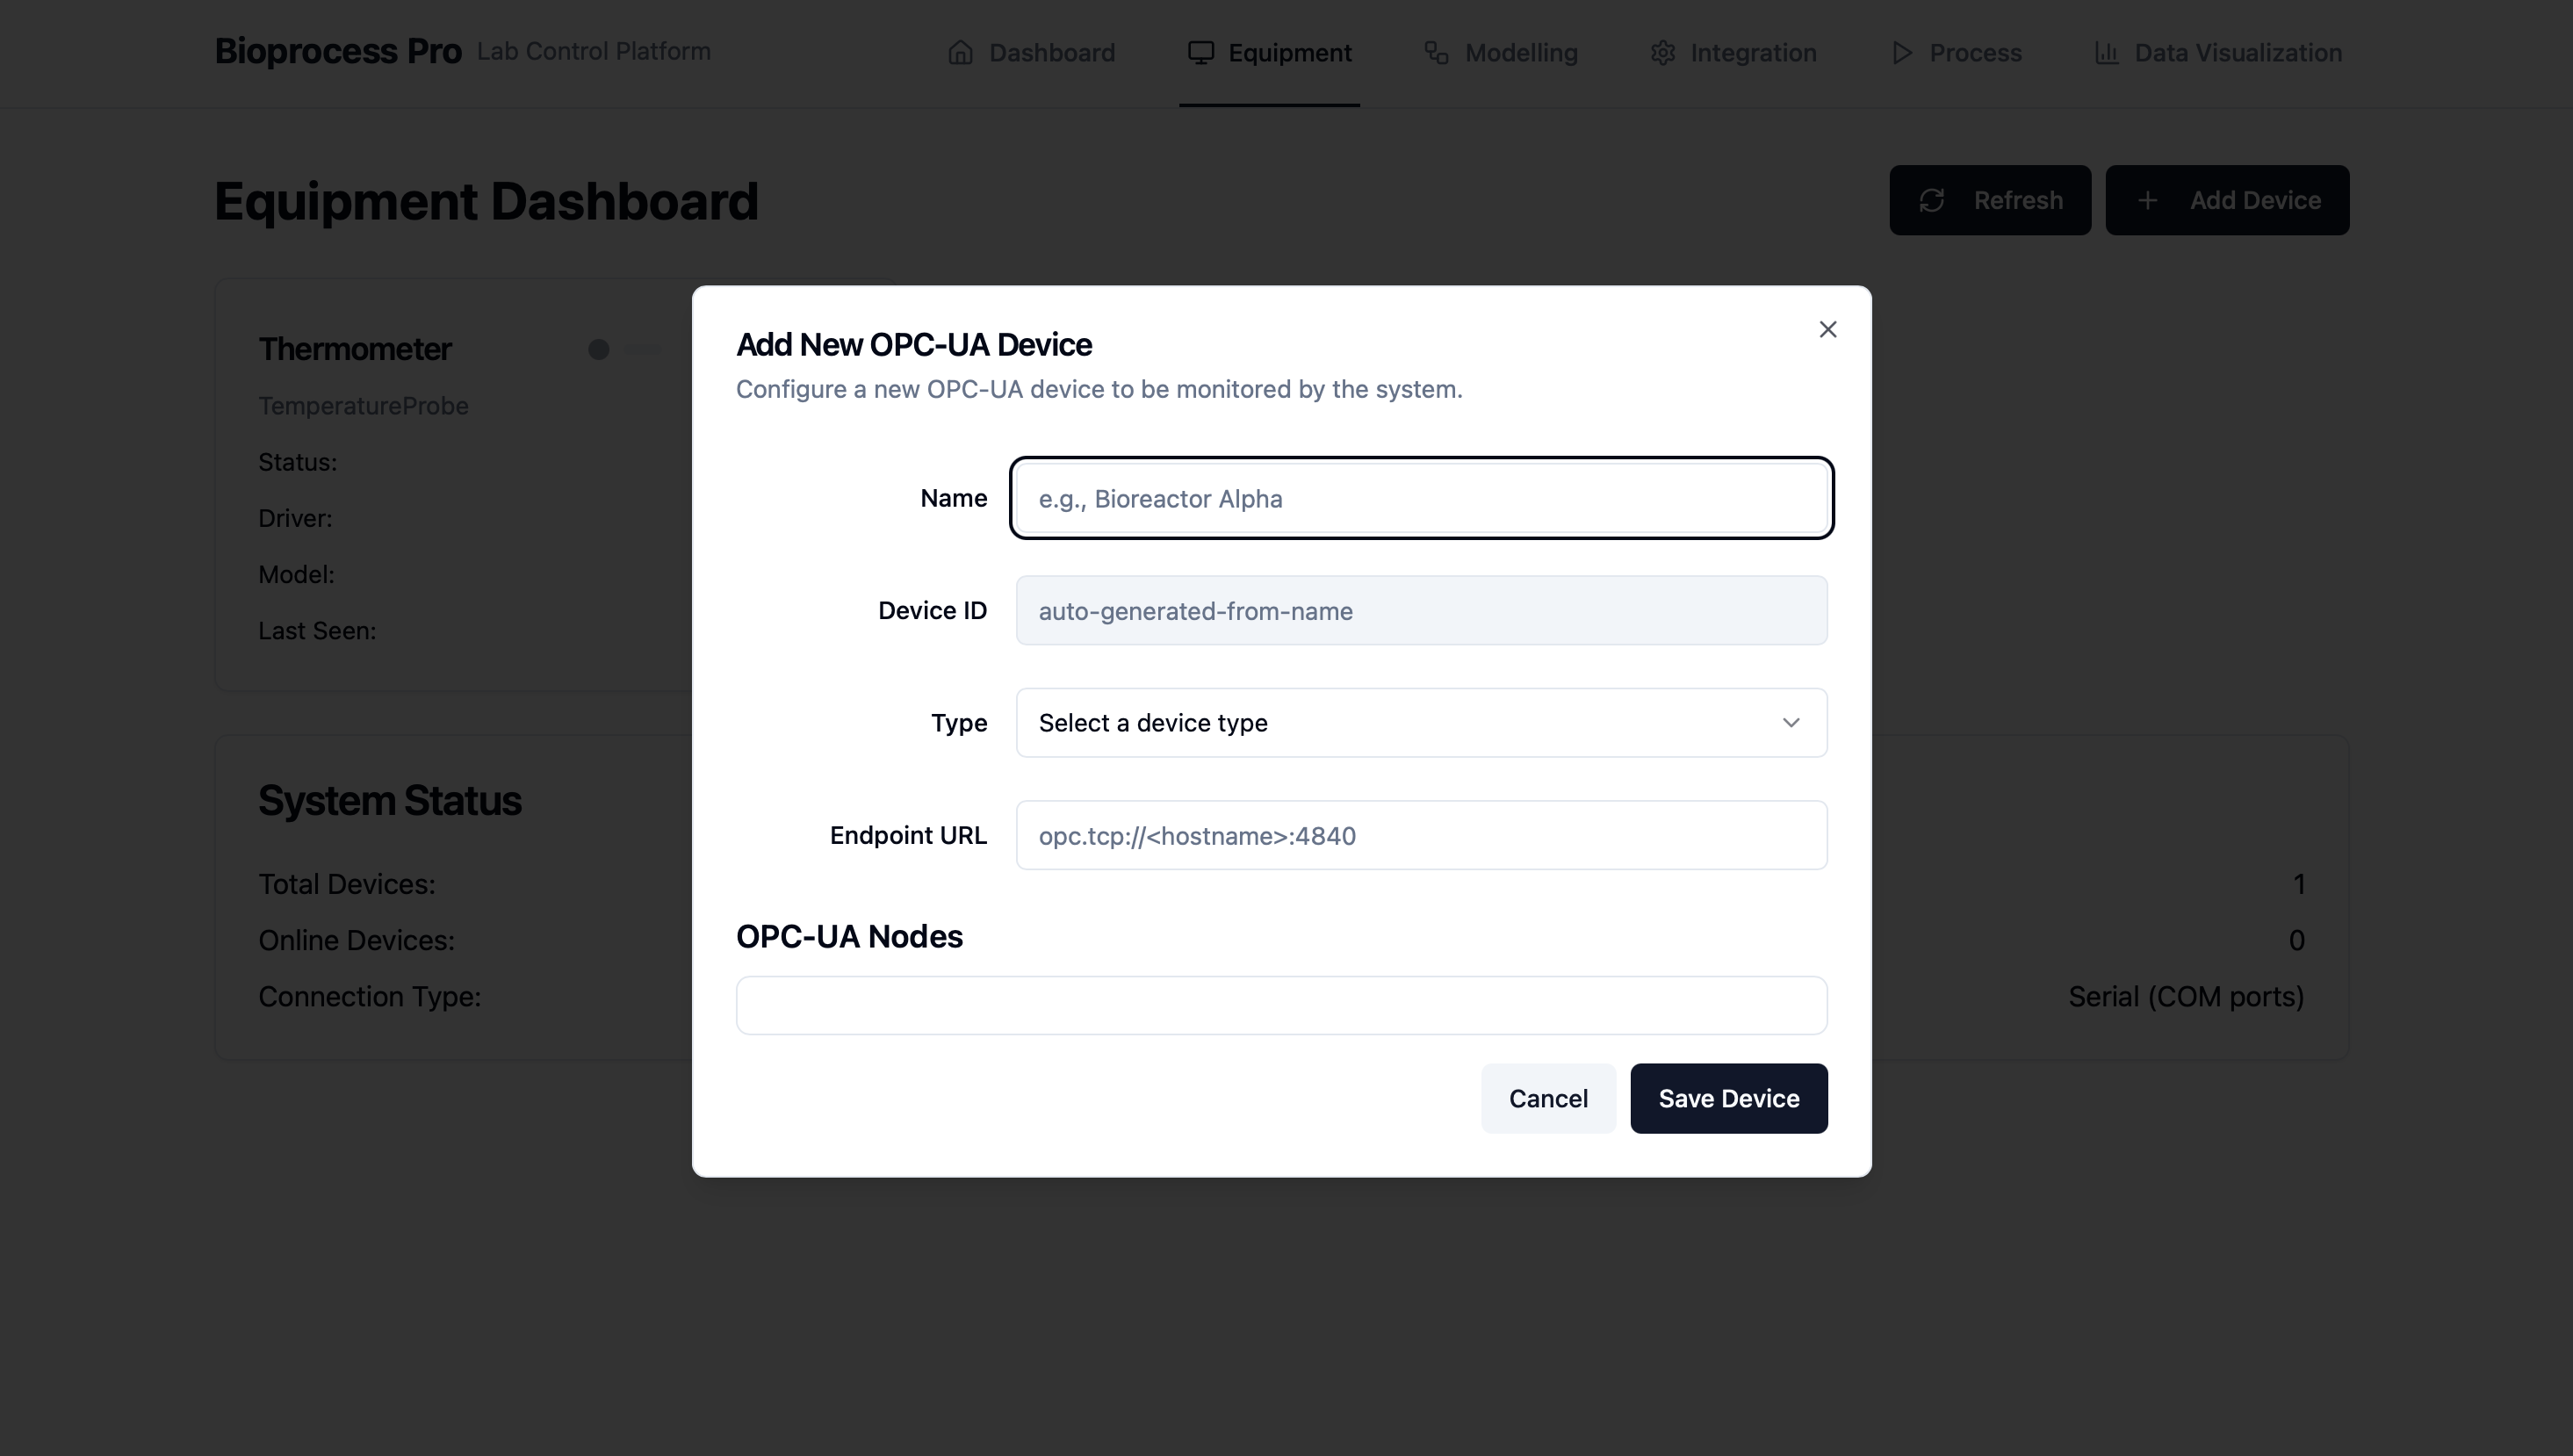 Bioprocess Pro Lab Control Platform Dashboard Equipment Modelling Integration Process Data Visualization
Equipment Dashboard Refresh Add Device
Thermometer
TemperatureProbe
Status:
Driver:
Model:
Last Seen:
System Status
Total Devices: 1
Online Devices: 0
Connection Type: Serial (COM ports)
Add New OPC-UA Device
Configure a new OPC-UA device to be monitored by the system.
Name e.g., Bioreactor Alpha
Device ID auto-generated-from-name
Type Select a device type
Endpoint URL opc.tcp://<hostname>:4840
OPC-UA Nodes
Cancel Save Device